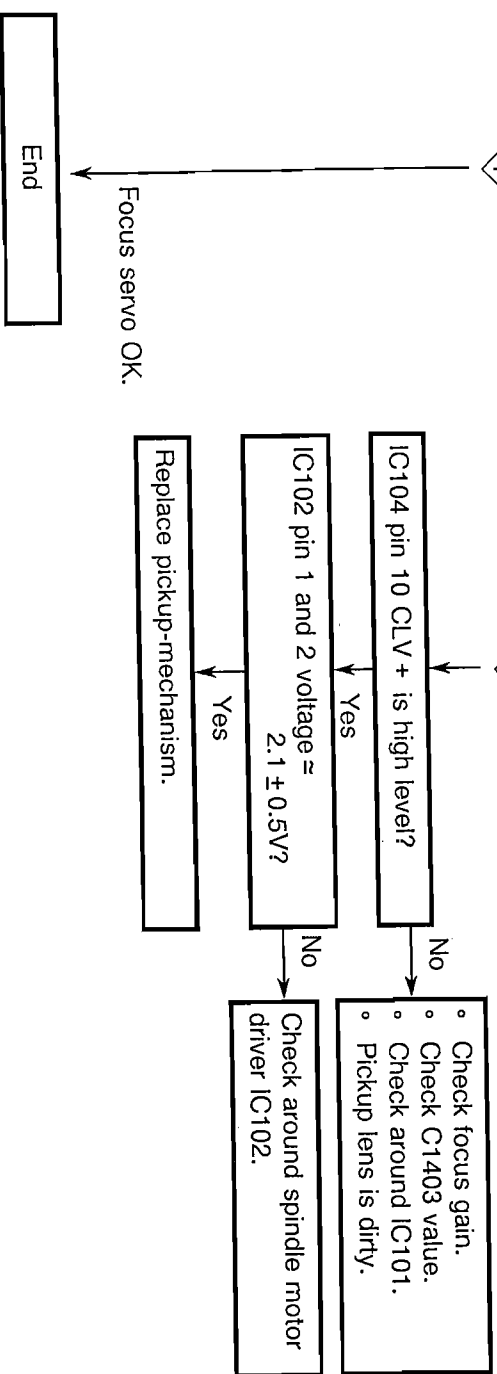 IC104 pin 10 CLV + is high level?
No
° Check focus gain.
° Check C1403 value.
° Check around IC101.
° Pickup lens is dirty.
Yes
IC102 pin 1 and 2 voltage ≃
2.1 ± 0.5V?
No
Check around spindle motor
driver IC102.
Yes
Replace pickup-mechanism.
Focus servo OK.
End